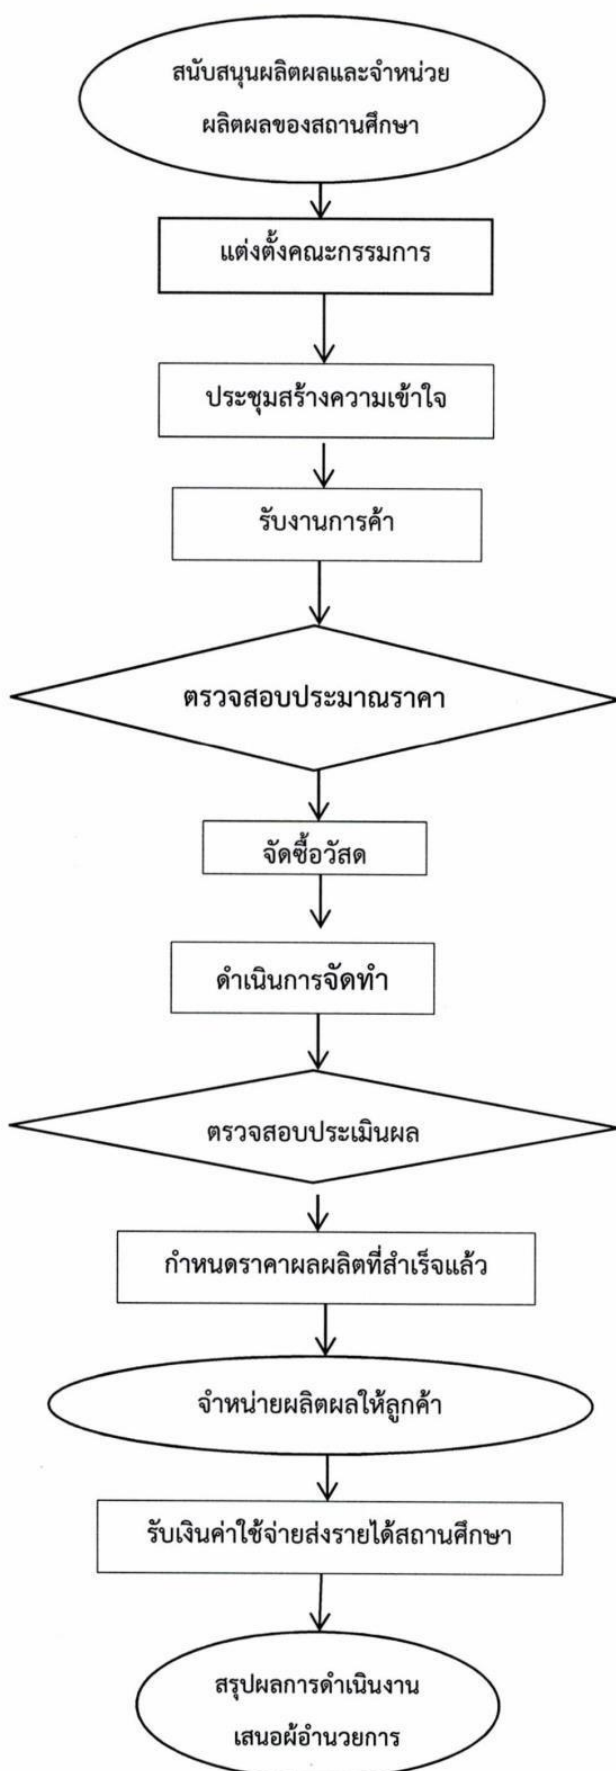 สนับสนุนผลิตผลและจำหน่วย
ผลิตผลของสถานศึกษา
แต่งตั้งคณะกรรมการ
ประชุมสร้างความเข้าใจ
รับงานการค้า
ตรวจสอบประมาณราคา
จัดซื้อวัสด
ดำเนินการจัดทำ
ตรวจสอบประเมินผล
กำหนดราคาผลผลิตที่สำเร็จแล้ว
จำหน่ายผลิตผลให้ลูกค้า
รับเงินค่าใช้จ่ายส่งรายได้สถานศึกษา
สรุปผลการดำเนินงาน
เสนอผ้อำนวยการ